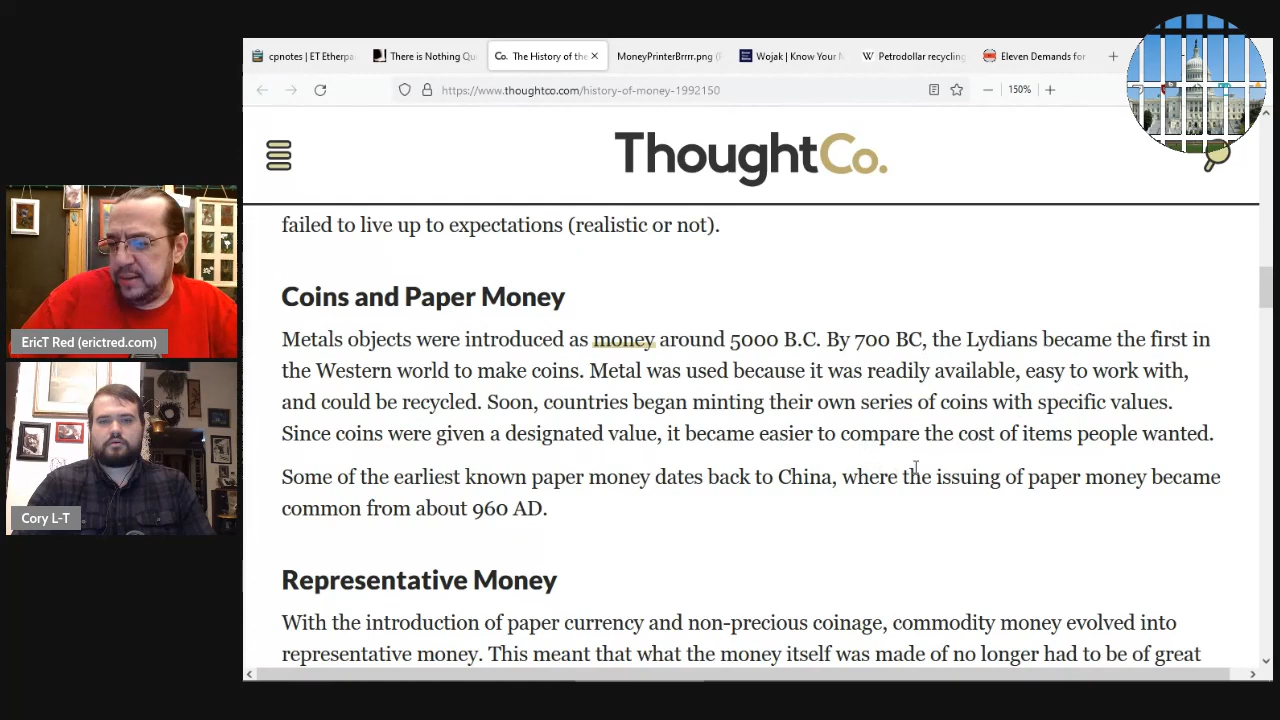 cpnotes | ET Etherpa
There is Nothing Qu
Co. The History of the
MoneyPrinterBrrrr.png (
Wojak | Know Your M
W Petrodollar recycling
Eleven Demands for
https://www.thoughtco.com/history-of-money-1992150
150%
ThoughtCo.
failed to live up to expectations (realistic or not).
Coins and Paper Money
Metals objects were introduced as money around 5000 B.C. By 700 BC, the Lydians became the first in
the Western world to make coins. Metal was used because it was readily available, easy to work with,
and could be recycled. Soon, countries began minting their own series of coins with specific values.
Since coins were given a designated value, it became easier to compare the cost of items people wanted.
Some of the earliest known paper money dates back to China, where the issuing of paper money became
common from about 960 AD.
Representative Money
With the introduction of paper currency and non-precious coinage, commodity money evolved into
representative money. This meant that what the money itself was made of no longer had to be of great
EricT Red (erictred.com)
Cory L-T